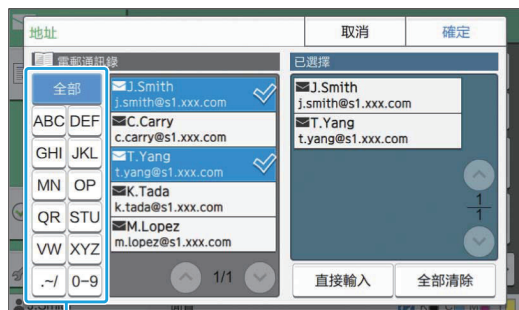 地址
取消
確定
電郵通訊錄
已選擇
全部
ABC DEF
GHI JKL
MN OP
QR STU
VW XYZ
.~/ 0-9
J.Smith
j.smith@s1.xxx.com
C.Carry
c.carry@s1.xxx.com
T.Yang
t.yang@s1.xxx.com
K.Tada
k.tada@s1.xxx.com
M.Lopez
m.lopez@s1.xxx.com
1/1
J.Smith
j.smith@s1.xxx.com
T.Yang
t.yang@s1.xxx.com
1
1
直接輸入
全部清除